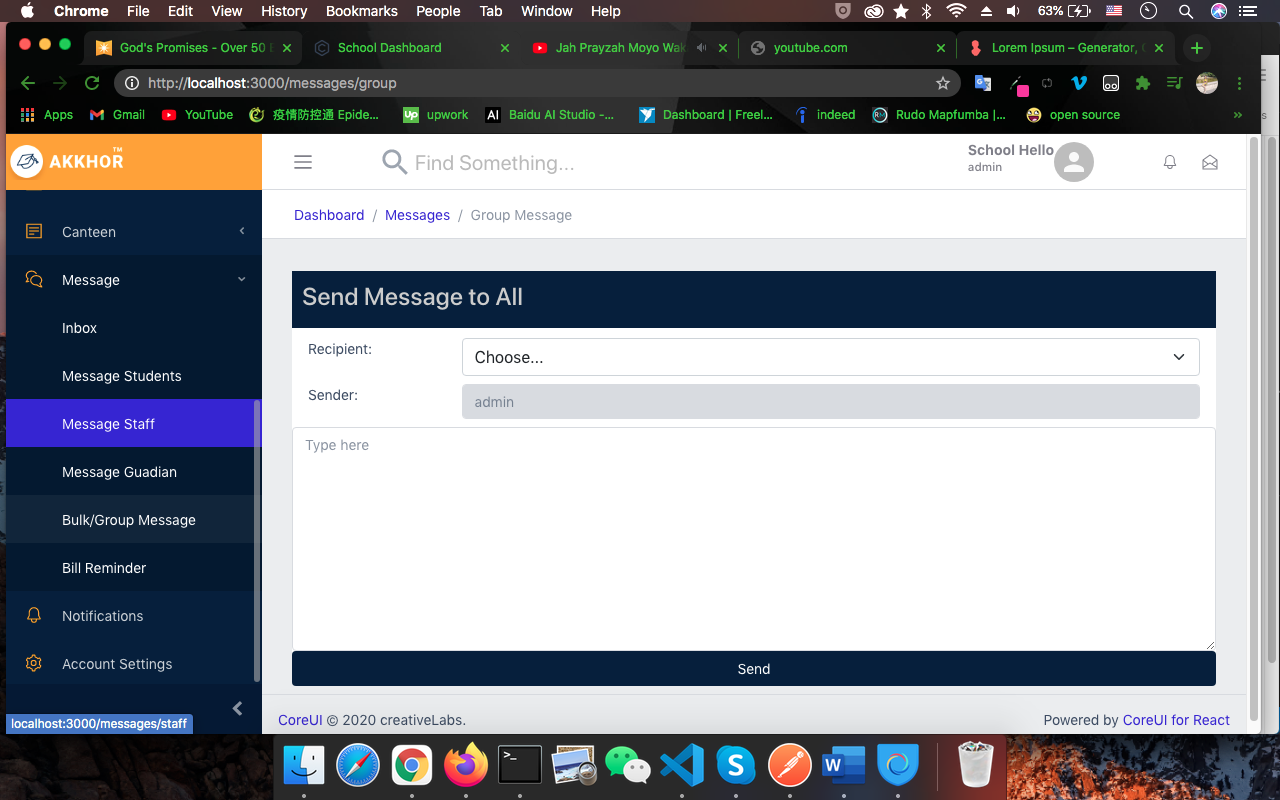 Chrome File Edit View History Bookmarks People Tab Window Help 63%
God's Promises - Over 50 School Dashboard Jah Prayzah Moyo Wak youtube.com Lorem Ipsum – Generator,
http://localhost:3000/messages/group
Apps Gmail YouTube 疫情防控通 Epide... Up upwork AI Baidu AI Studio -... Dashboard | Freel... indeed Rudo Mapfumba |... open source
AKKHOR™
Find Something...
School Hello
admin
Dashboard / Messages / Group Message
Canteen
Message
Inbox
Message Students
Message Staff
Message Guadian
Bulk/Group Message
Bill Reminder
Notifications
Account Settings
localhost:3000/messages/staff
Send Message to All
Recipient: Choose...
Sender: admin
Type here
Send
CoreUI © 2020 creativeLabs. Powered by CoreUI for React